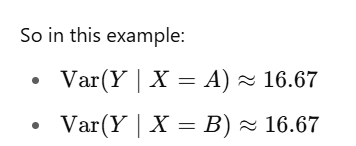 So in this example:
• Var(Y | X = A) ≈ 16.67
• Var(Y | X = B) ≈ 16.67